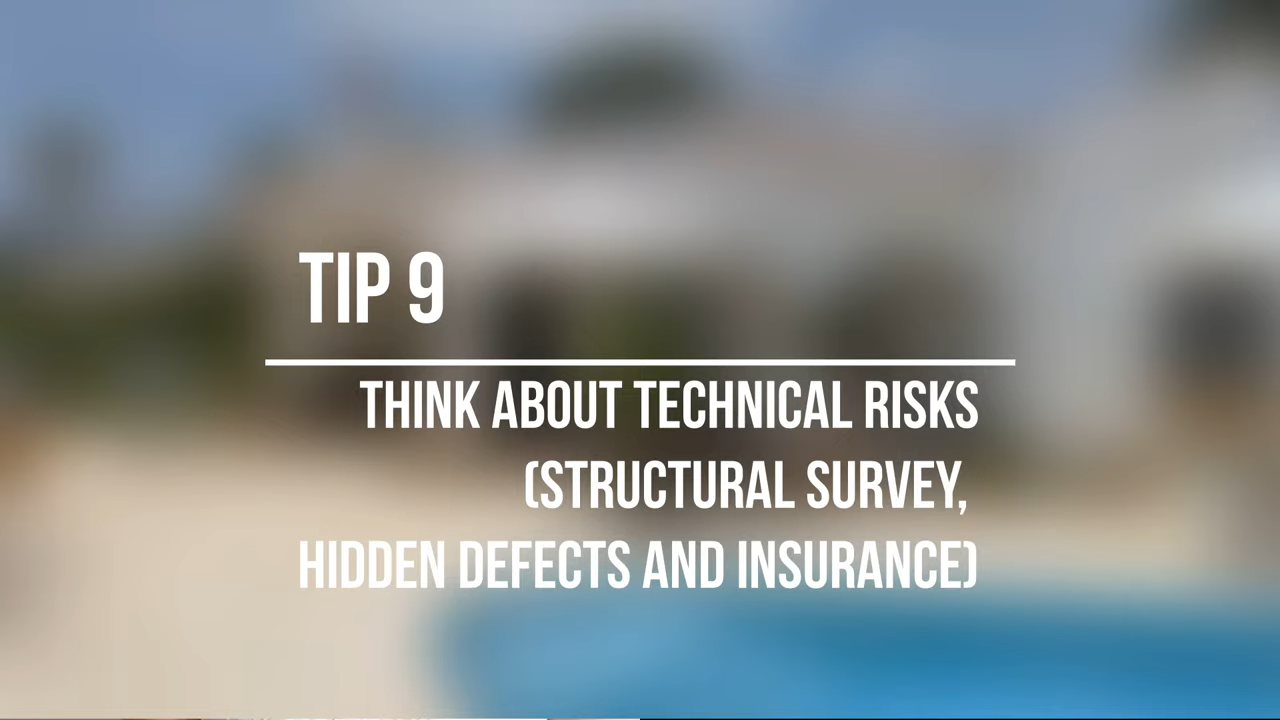 TIP 9
THINK ABOUT TECHNICAL RISKS
(STRUCTURAL SURVEY,
HIDDEN DEFECTS AND INSURANCE)